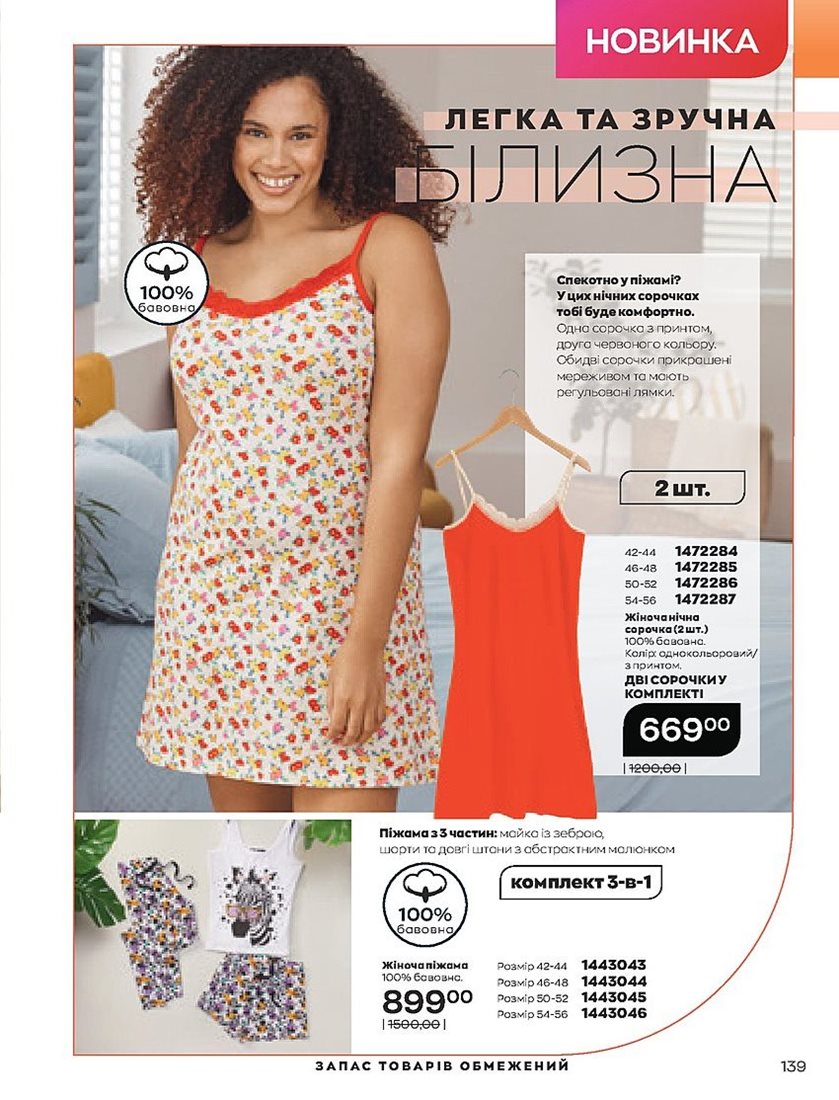 НОВИНКА
ЛЕГКА ТА ЗРУЧНА
БІЛИЗНА
100%
бавовна
Спекотно у піжамі?
У цих нічних сорочках
тобі буде комфортно.
Одна сорочка з принтом,
друга червоного кольору.
Обидві сорочки прикрашені
мереживом та мають
регульовані лямки.
2 шт.
42-44 1472284
46-48 1472285
50-52 1472286
54-56 1472287
Жіноча нічна
сорочка (2 шт.)
100% бавовна.
Колір: однокольоровий/
з принтом.
ДВІ СОРОЧКИ У
КОМПЛЕКТІ
669⁰⁰
| 1200,00 |
Піжама з 3 частин: майка із зеброю,
шорти та довгі штани з абстрактним малюнком
100%
бавовна
комплект 3-в-1
Жіноча піжама
100% бавовна.
899⁰⁰
| 1500,00 |
Розмір 42-44 1443043
Розмір 46-48 1443044
Розмір 50-52 1443045
Розмір 54-56 1443046
ЗАПАС ТОВАРІВ ОБМЕЖЕНИЙ
139